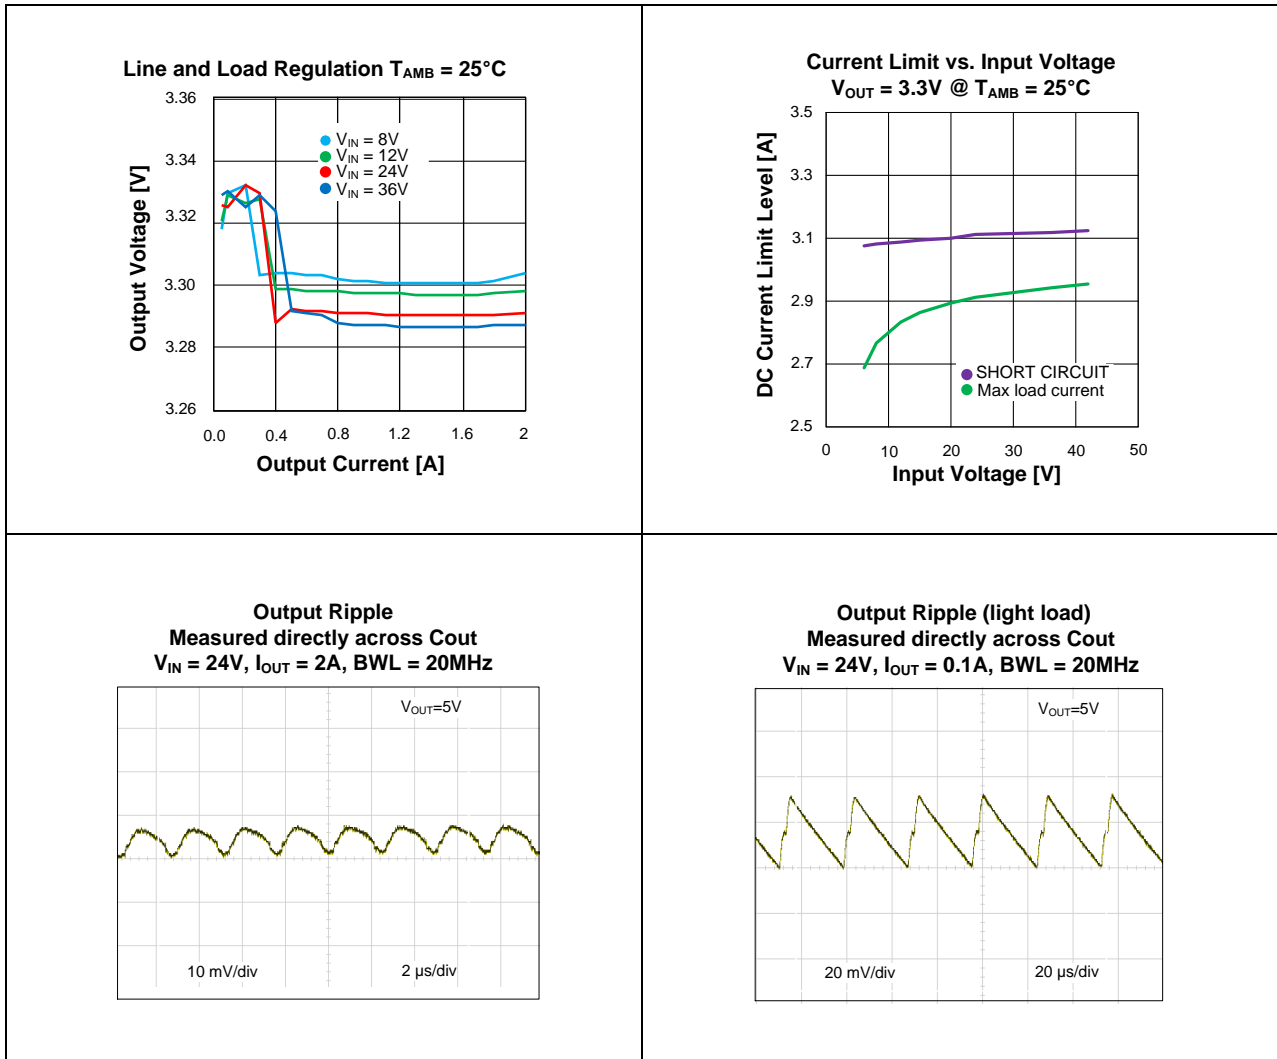 Line and Load Regulation TAMB = 25°C
3.36
3.34
3.32
3.30
3.28
3.26
Output Voltage [V]
VIN = 8V
VIN = 12V
VIN = 24V
VIN = 36V
0.0 0.4 0.8 1.2 1.6 2
Output Current [A]
Current Limit vs. Input Voltage
VOUT = 3.3V @ TAMB = 25°C
3.5
3.3
3.1
2.9
2.7
2.5
DC Current Limit Level [A]
SHORT CIRCUIT
Max load current
0 10 20 30 40 50
Input Voltage [V]
Output Ripple
Measured directly across Cout
VIN = 24V, IOUT = 2A, BWL = 20MHz
VOUT=5V
10 mV/div 2 µs/div
Output Ripple (light load)
Measured directly across Cout
VIN = 24V, IOUT = 0.1A, BWL = 20MHz
VOUT=5V
20 mV/div 20 µs/div